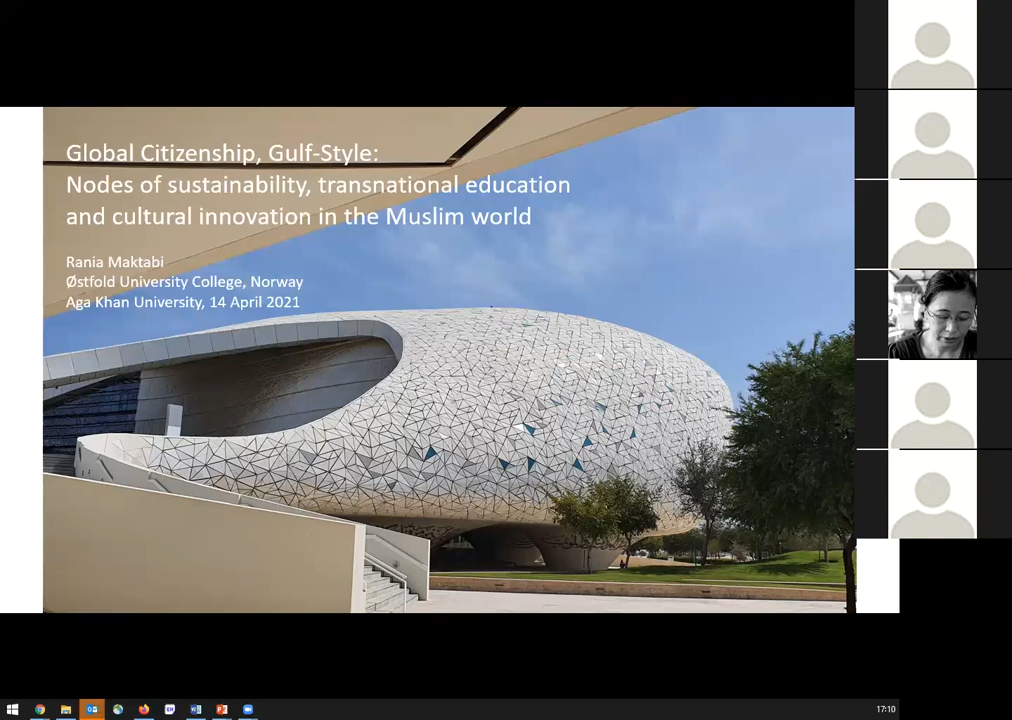 Global Citizenship, Gulf-Style:
Nodes of sustainability, transnational education
and cultural innovation in the Muslim world
Rania Maktabi
Østfold University College, Norway
Aga Khan University, 14 April 2021
17:10